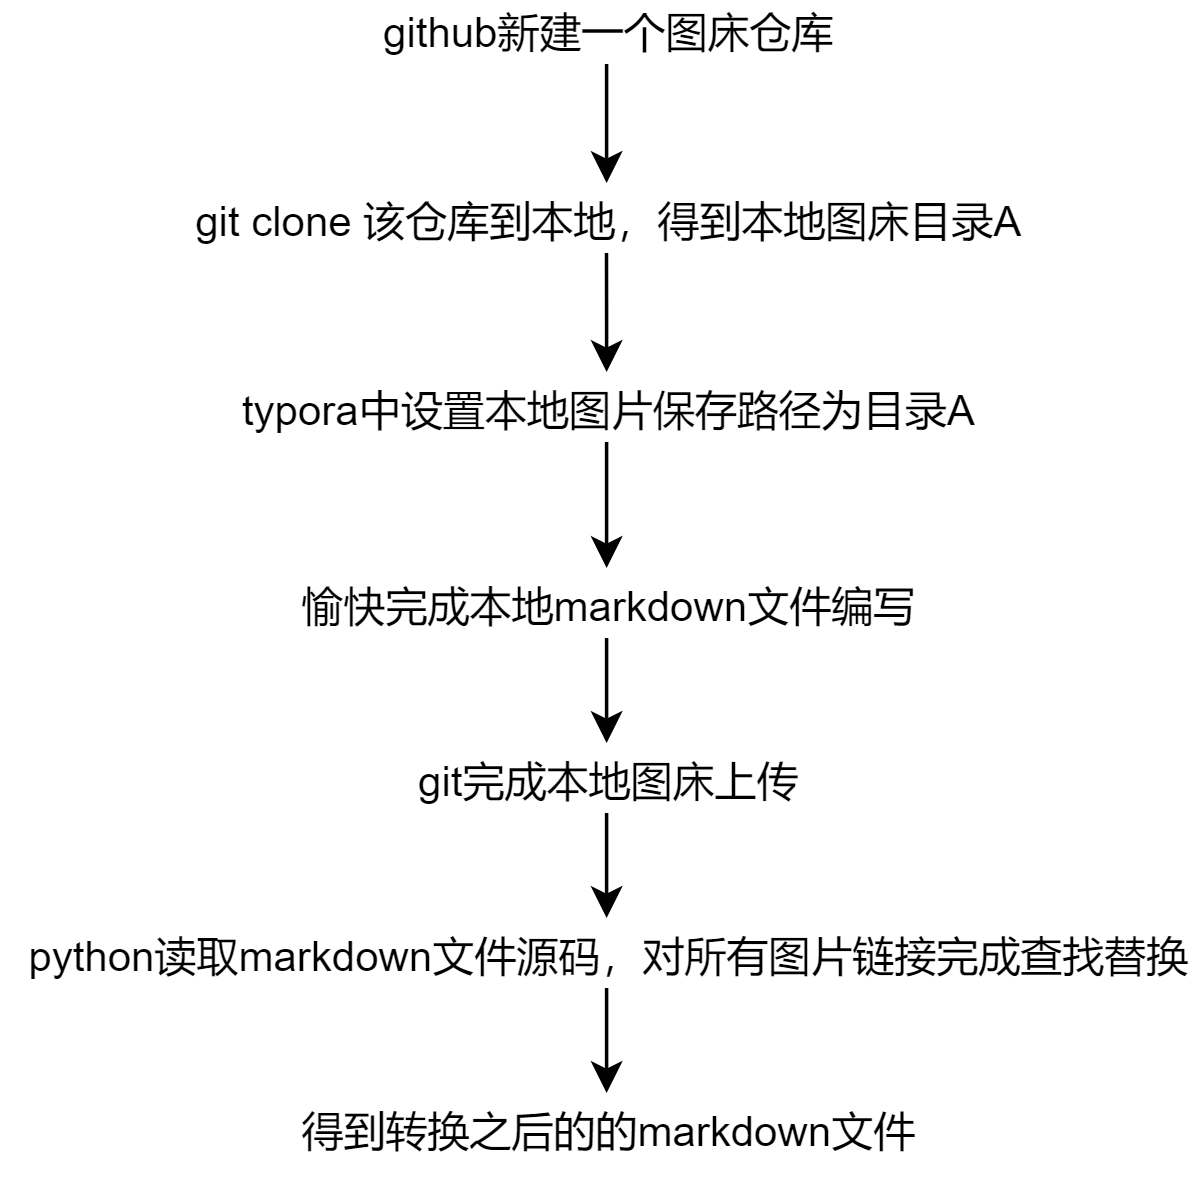 github新建一个图床仓库
git clone 该仓库到本地，得到本地图床目录A
typora中设置本地图片保存路径为目录A
愉快完成本地markdown文件编写
git完成本地图床上传
python读取markdown文件源码，对所有图片链接完成查找替换
得到转换之后的的markdown文件